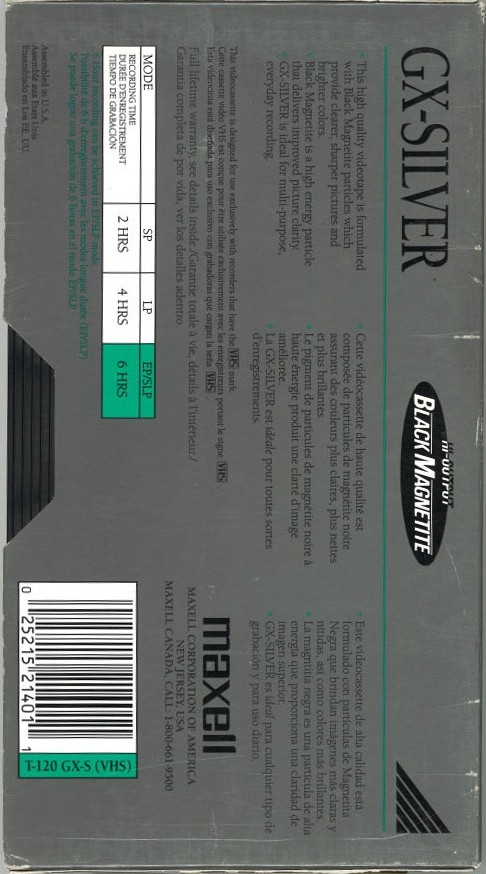 GX-SILVER
HI-OUTPUT
BLACK MAGNETITE
• This high quality videotape is formulated
with Black Magnetite particles which
provide clearer, sharper pictures and
brighter colors.
• Black Magnetite is a high energy particle
that delivers improved picture clarity.
• GX-SILVER is ideal for multi-purpose,
everyday recording.
• Cette vidéocassette de haute qualité est
composée de particules de magnétite noire
assurant des couleurs plus claires, plus nettes
et plus brillantes.
• Le pigment de particules de magnétite noire à
haute énergie produit une clarté d'image
améliorée.
• La GX-SILVER est idéale pour toutes sortes
d'enregistrements.
• Este videocassette de alta calidad está
formulado con partículas de Magnetita
Negra que brindan imágenes más claras y
nítidas, así como colores más brillantes.
• La magnitita negra es una partícula de alta
energía que proporciona una claridad de
imagen superior.
• GX-SILVER es ideal para cualquier tipo de
grabación y para uso diario.
This videocassette is designed for use exclusively with recorders that have the VHS mark.
Cette cassette vidéo VHS est conçue pour être utilisée exclusivement avec les enregistreurs portant le signe VHS.
Esta videocinta está diseñada para uso exclusivo con grabadoras que cargan la seña VHS.
Full lifetime warranty, see details inside/Garantie totale à vie, détails à l'intérieur/
Garantía completa de por vida, ver los detalles adentro.
MODE SP LP EP/SLP
RECORDING TIME
DURÉE D'ENREGISTREMENT
TIEMPO DE GRABACIÓN
2 HRS 4 HRS 6 HRS
6 Hour recording can be achieved in EP/SLP mode.
Possibilité de 6 h d'enregistrement avec les modes longue durée (EP/SLP)
Se puede lograr una grabación de 6 horas en el modo EP/SLP
Assembled in U.S.A.
Assemblé aux États Unis.
Ensamblado en Los EE. UU.
maxell
MAXELL CORPORATION OF AMERICA
NEW JERSEY, USA
MAXELL CANADA, CALL: 1-800-661-9500
0 25215 21401 1
T-120 GX-S (VHS)